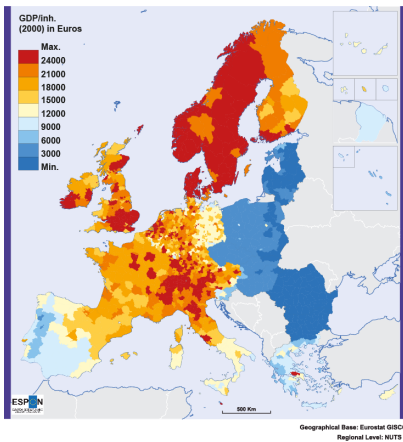 GDP/inh.
(2000) in Euros
Max.
24000
21000
18000
15000
12000
9000
6000
3000
Min.
ESPON
500 Km
Geographical Base: Eurostat GISCO
Regional Level: NUTS